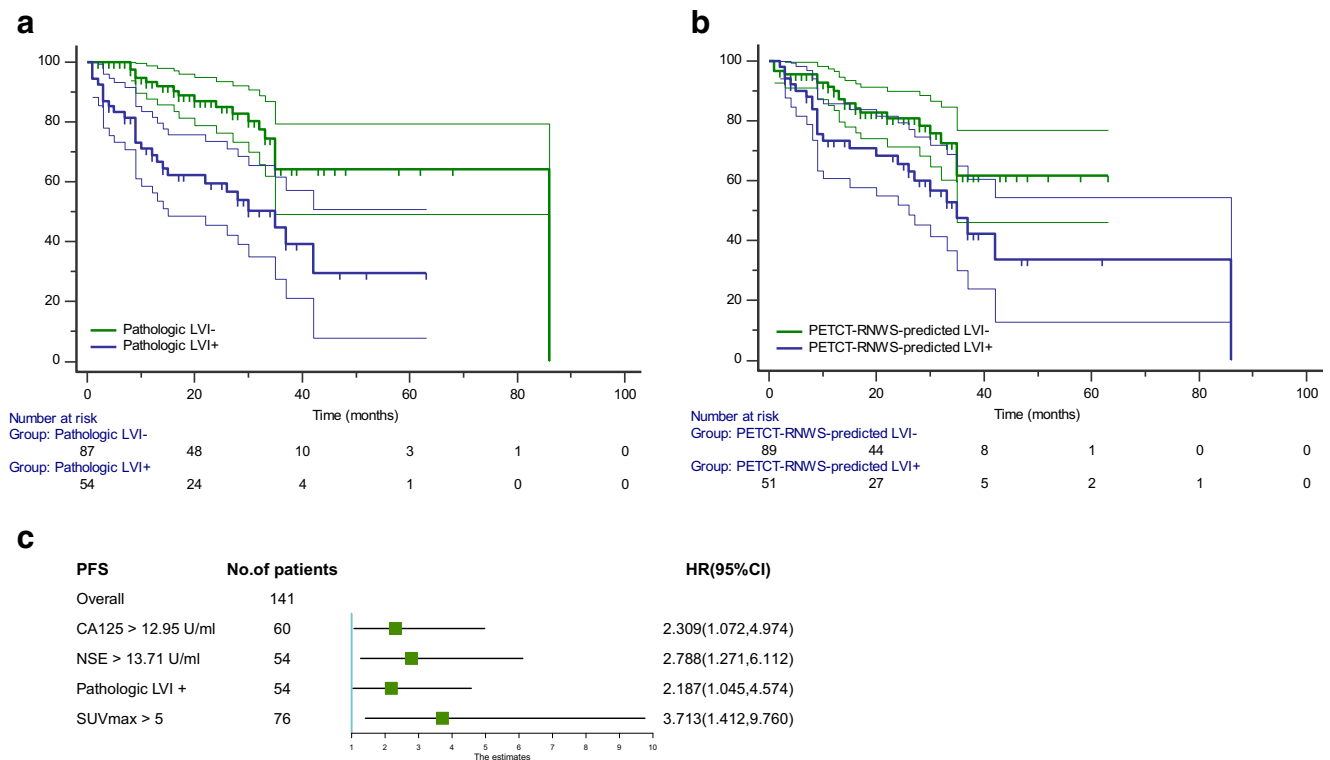 a
100
80
60
40
20
0
Pathologic LVI-
Pathologic LVI+
0 20 40 60 80 100
Time (months)
Number at risk
Group: Pathologic LVI-
87 48 10 3 1 0
Group: Pathologic LVI+
54 24 4 1 0 0
b
100
80
60
40
20
0
PETCT-RNWS-predicted LVI-
PETCT-RNWS-predicted LVI+
0 20 40 60 80 100
Time (months)
Number at risk
Group: PETCT-RNWS-predicted LVI-
89 44 8 1 0 0
Group: PETCT-RNWS-predicted LVI+
51 27 5 2 1 0
c
PFS No.of patients HR(95%CI)
Overall 141
CA125 > 12.95 U/ml 60 2.309(1.072,4.974)
NSE > 13.71 U/ml 54 2.788(1.271,6.112)
Pathologic LVI + 54 2.187(1.045,4.574)
SUVmax > 5 76 3.713(1.412,9.760)
1 2 3 4 5 6 7 8 9 10
The estimates